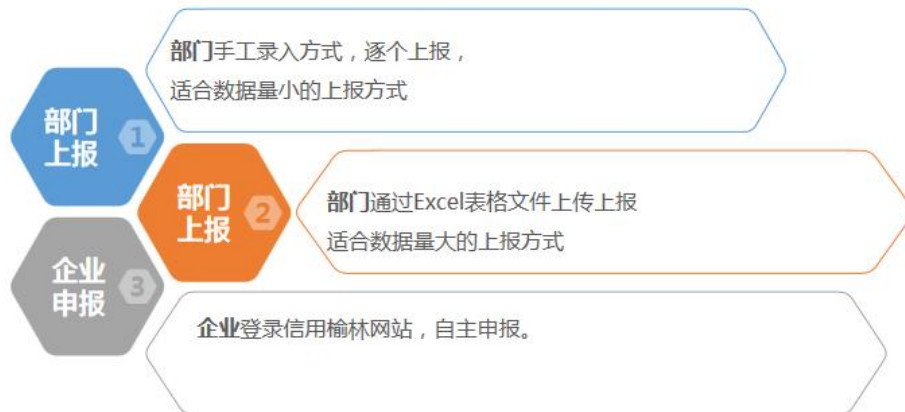 部门手工录入方式，逐个上报，
适合数据量小的上报方式
部门
上报
1
部门
上报
2
部门通过Excel表格文件上传上报
适合数据量大的上报方式
企业
申报
3
企业登录信用榆林网站，自主申报。